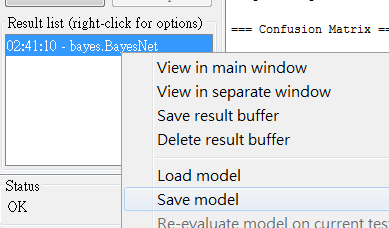 Result list (right-click for options)
02:41:10 - bayes.BayesNet
=== Confusion Matrix ==
View in main window
View in separate window
Save result buffer
Delete result buffer
Load model
Save model
Re-evaluate model on current tes
Status
OK